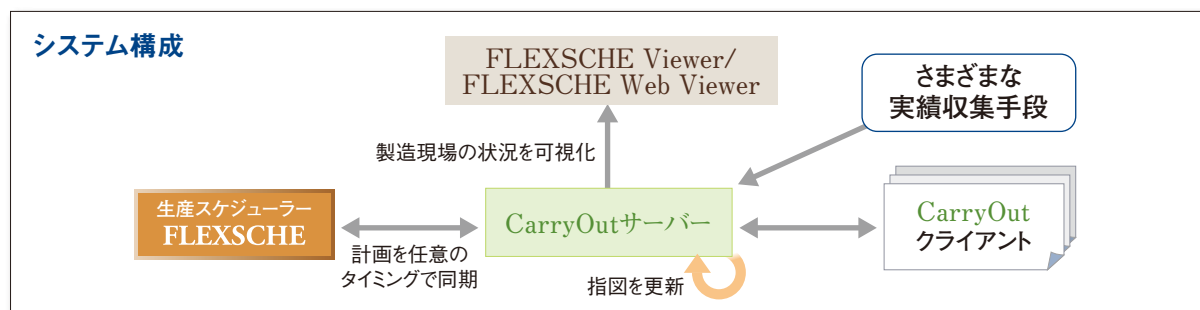 システム構成
FLEXSCHE Viewer/
FLEXSCHE Web Viewer
さまざまな
実績収集手段
製造現場の状況を可視化
生産スケジューラー
FLEXSCHE
計画を任意の
タイミングで同期
CarryOutサーバー
指図を更新
CarryOut
クライアント